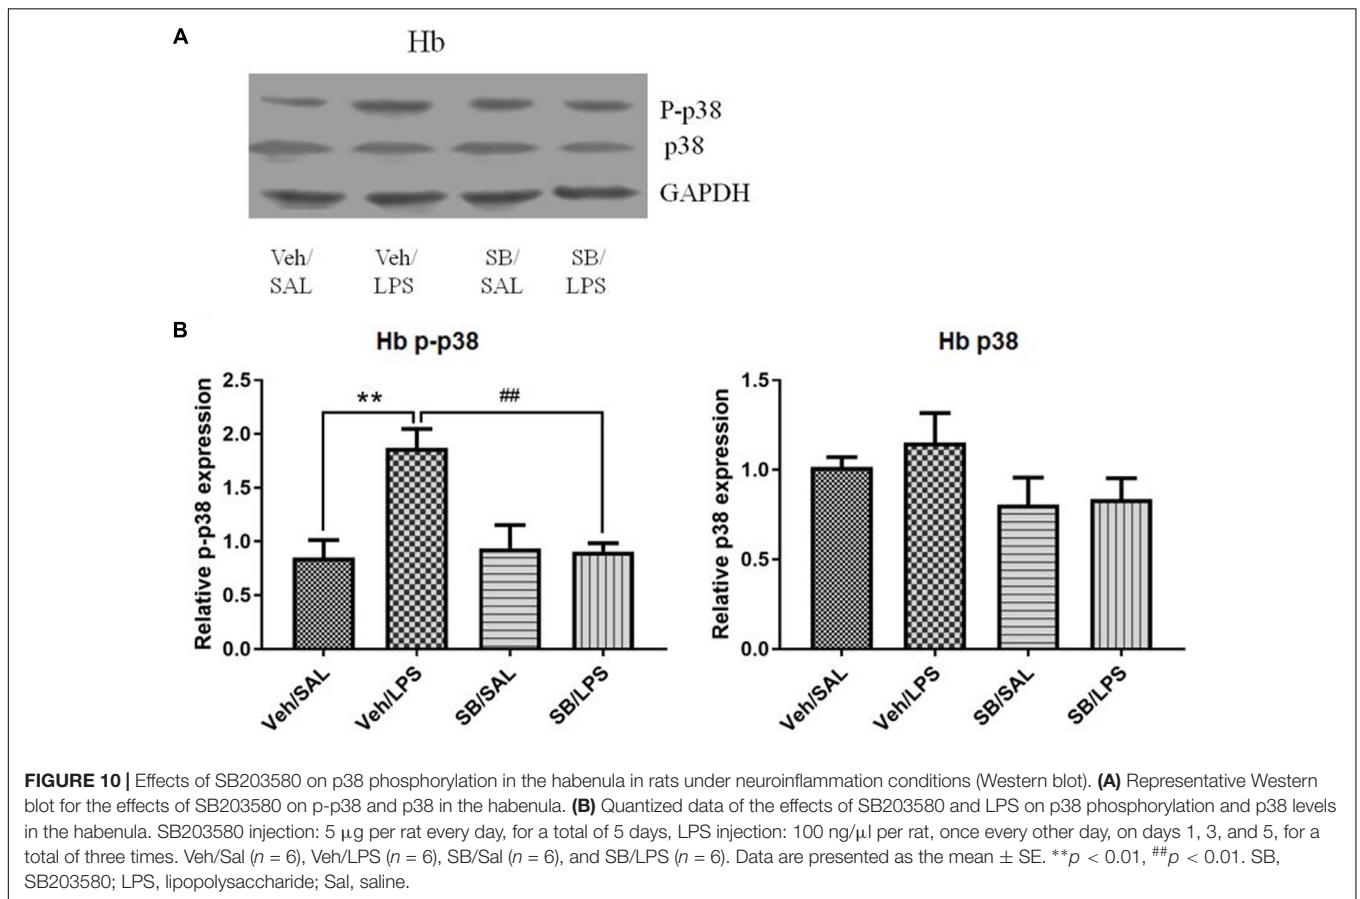 A
Hb
P-p38
p38
GAPDH
Veh/ Veh/ SB/ SB/
SAL LPS SAL LPS
B
Hb p-p38
Relative p-p38 expression
2.5
2.0
1.5
1.0
0.5
0.0
**
##
Veh/SAL
Veh/LPS
SB/SAL
SB/LPS
Hb p38
Relative p38 expression
1.5
1.0
0.5
0.0
Veh/SAL
Veh/LPS
SB/SAL
SB/LPS
FIGURE 10 | Effects of SB203580 on p38 phosphorylation in the habenula in rats under neuroinflammation conditions (Western blot). (A) Representative Western
blot for the effects of SB203580 on p-p38 and p38 in the habenula. (B) Quantized data of the effects of SB203580 and LPS on p38 phosphorylation and p38 levels
in the habenula. SB203580 injection: 5 μg per rat every day, for a total of 5 days, LPS injection: 100 ng/μl per rat, once every other day, on days 1, 3, and 5, for a
total of three times. Veh/Sal (n = 6), Veh/LPS (n = 6), SB/Sal (n = 6), and SB/LPS (n = 6). Data are presented as the mean ± SE. **p < 0.01, ##p < 0.01. SB,
SB203580; LPS, lipopolysaccharide; Sal, saline.